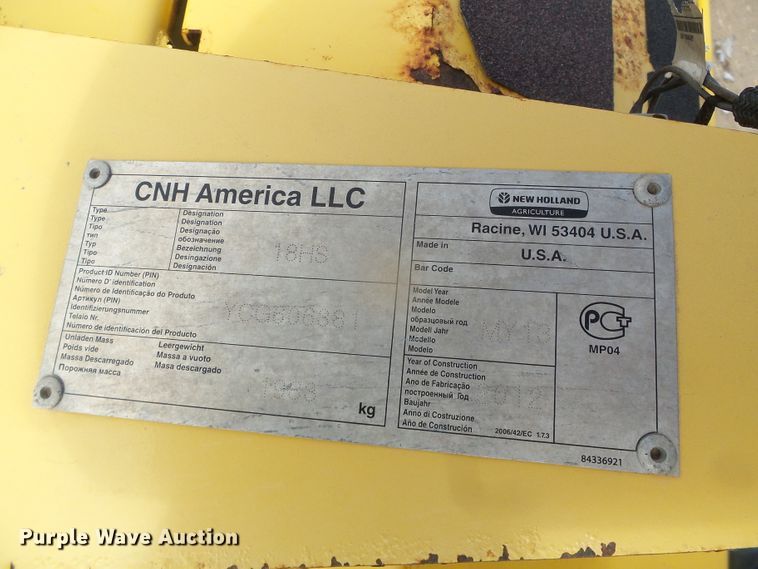 CNH America LLC
Type Designation
Type Designation
Tipo Designação
тип обозначение
Typ Bezeichnung
Tipo Desingazione
Tipo Designación
18HS
Product ID Number (PIN)
Número D' identification
Número de Identificação do Produto
Артикул (PIN)
Identifizierungsnummer
Telaio Nr.
Número de identificación del Producto
Unladen Mass Leergewicht
Poids vide Massa a vuoto
Massa Descarregado Masa descargado
Порожняя масса
kg
NEW HOLLAND
AGRICULTURE
Racine, WI 53404 U.S.A.
Made in U.S.A.
Bar Code
Model Year
Année Modele
Modelo
образцовый год
Modell Jahr
Modello
Modelo
Year of Construction
Année de Construction
Ano de Fabricação
построенный Год
Baujahr
Anno di Costruzione
Año de Construción
2012
2006/42/EC 1.7.3
PCT
MP04
84336921
Purple Wave Auction